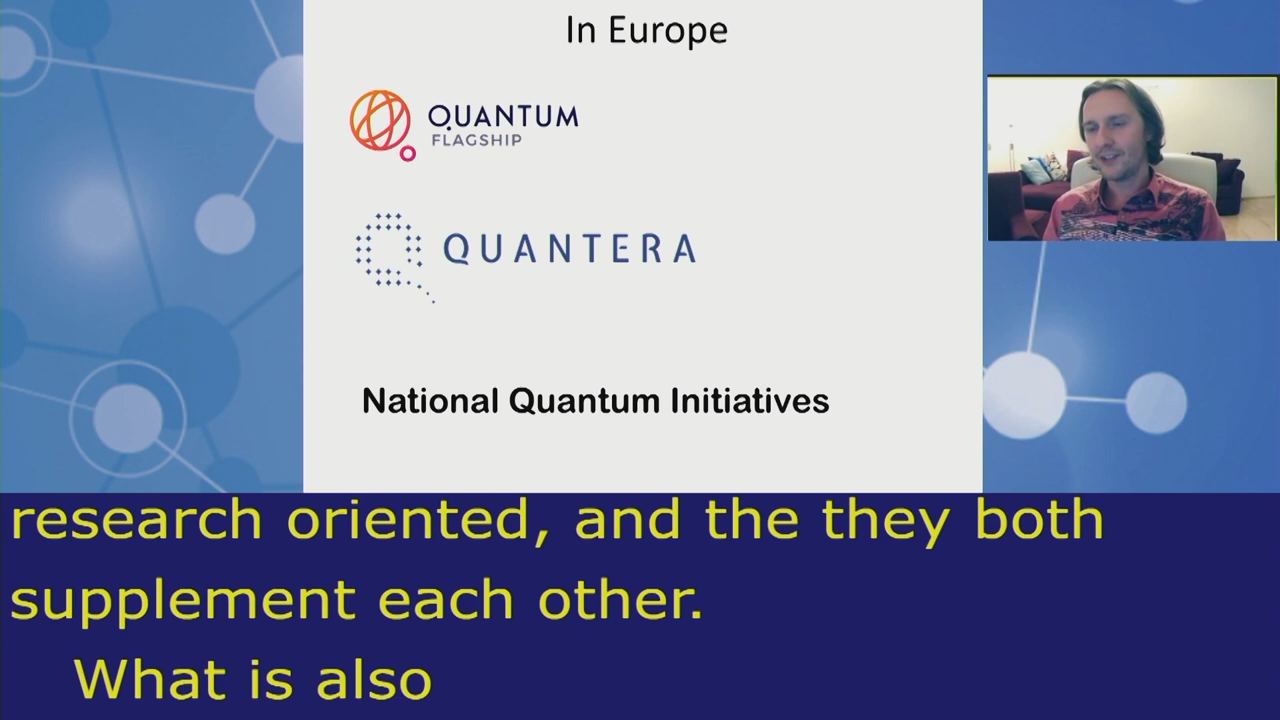 In Europe
QUANTUM
FLAGSHIP
QUANTERA
National Quantum Initiatives
research oriented, and the they both
supplement each other.
What is also